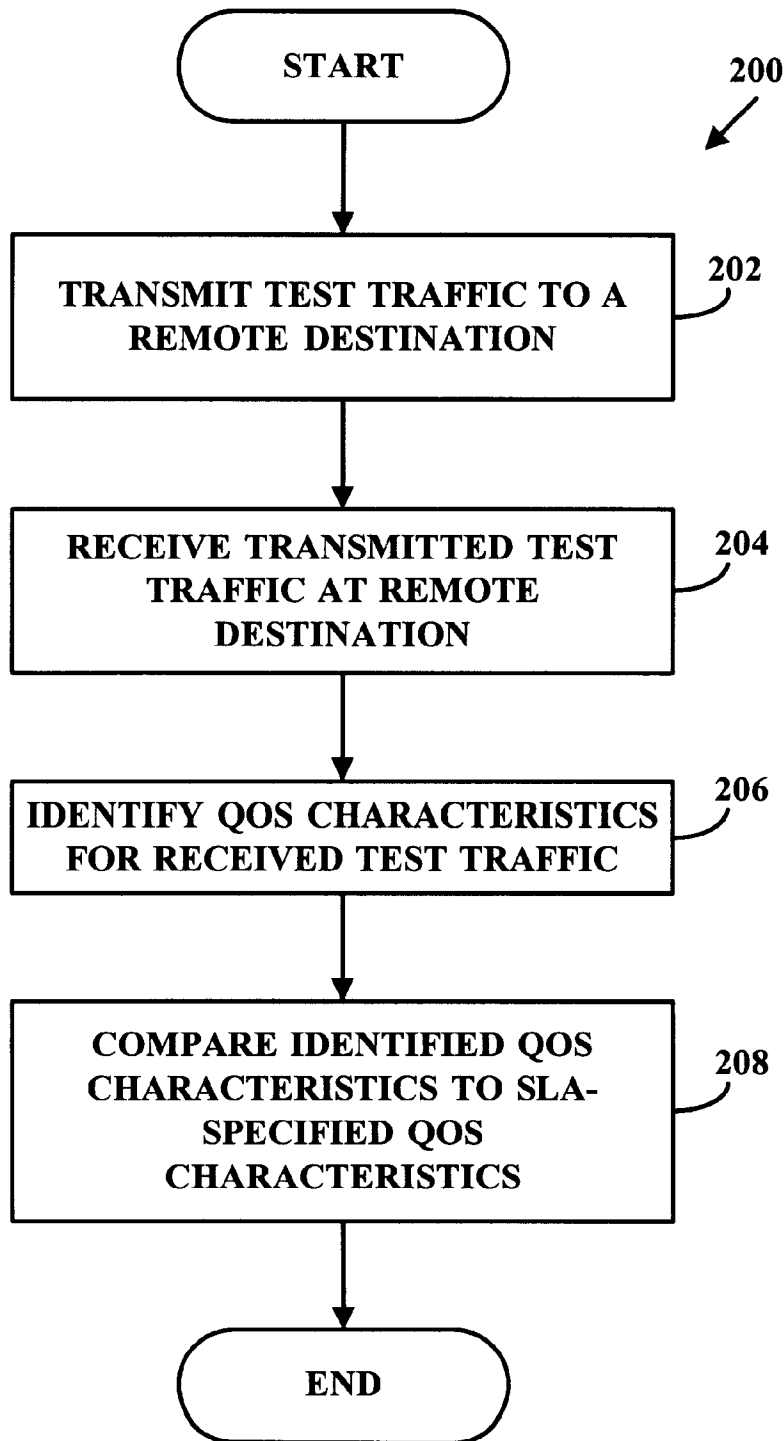 START
200
TRANSMIT TEST TRAFFIC TO A
REMOTE DESTINATION
202
RECEIVE TRANSMITTED TEST
TRAFFIC AT REMOTE
DESTINATION
204
IDENTIFY QOS CHARACTERISTICS
FOR RECEIVED TEST TRAFFIC
206
COMPARE IDENTIFIED QOS
CHARACTERISTICS TO SLA-
SPECIFIED QOS
CHARACTERISTICS
208
END